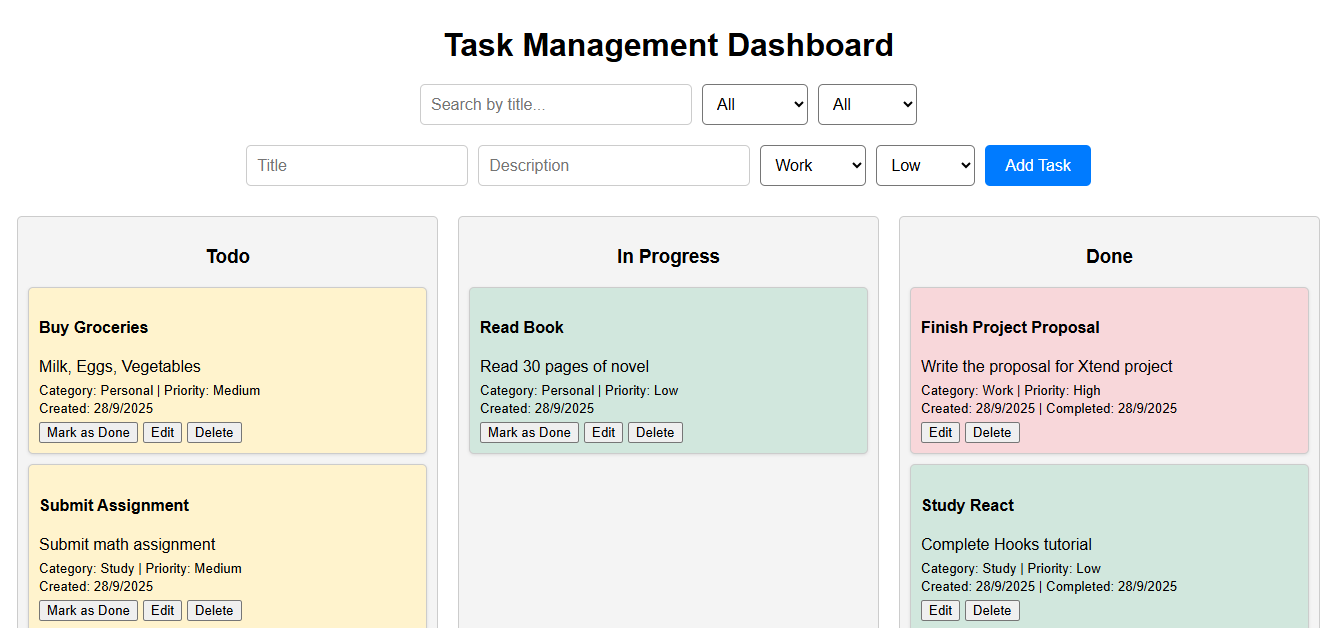 Task Management Dashboard
Search by title...
All
All
Title
Description
Work
Low
Add Task
Todo
Buy Groceries
Milk, Eggs, Vegetables
Category: Personal | Priority: Medium
Created: 28/9/2025
Mark as Done
Edit
Delete
Submit Assignment
Submit math assignment
Category: Study | Priority: Medium
Created: 28/9/2025
Mark as Done
Edit
Delete
In Progress
Read Book
Read 30 pages of novel
Category: Personal | Priority: Low
Created: 28/9/2025
Mark as Done
Edit
Delete
Done
Finish Project Proposal
Write the proposal for Xtend project
Category: Work | Priority: High
Created: 28/9/2025 | Completed: 28/9/2025
Edit
Delete
Study React
Complete Hooks tutorial
Category: Study | Priority: Low
Created: 28/9/2025 | Completed: 28/9/2025
Edit
Delete